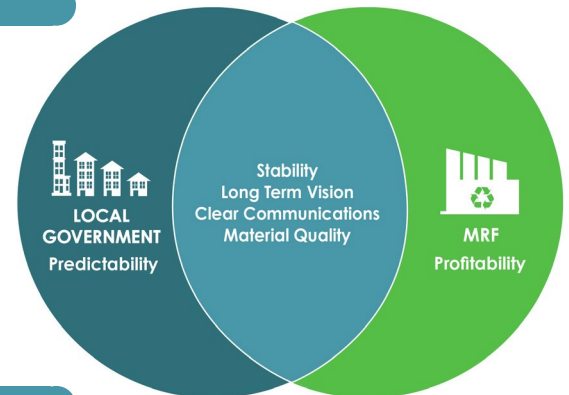 LOCAL
GOVERNMENT
Predictability
Stability
Long Term Vision
Clear Communications
Material Quality
MRF
Profitability